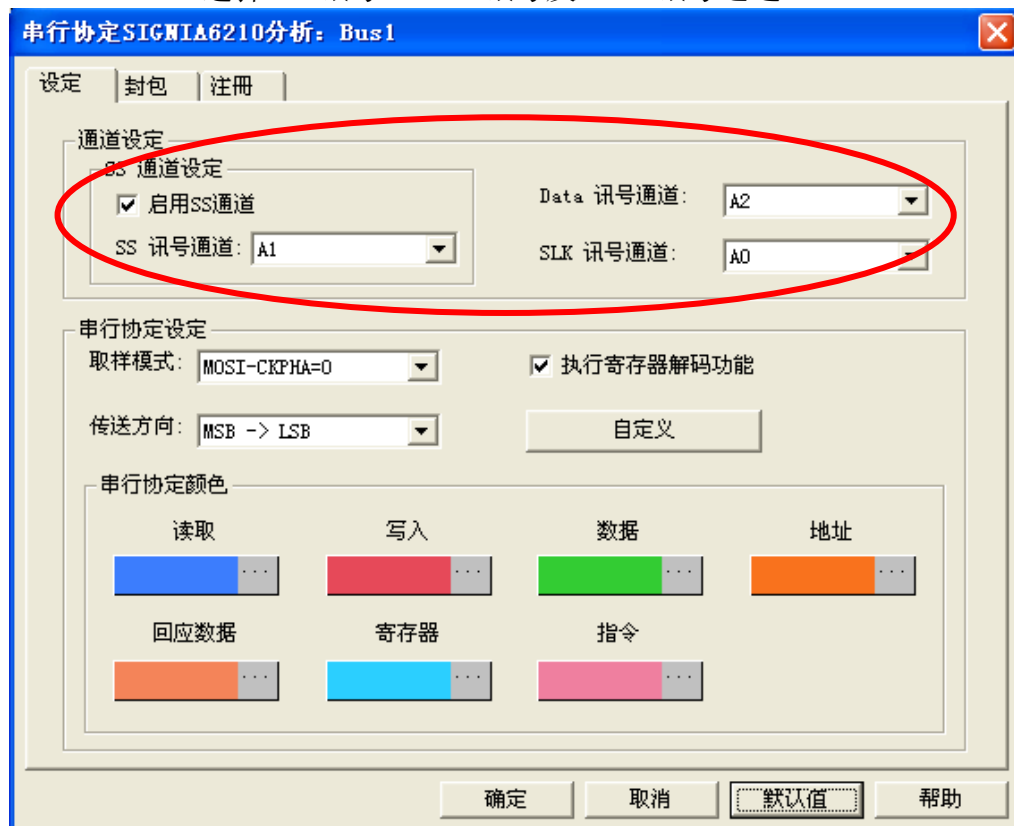 串行协定SIGNIA6210分析: Bus1
设定 封包 注冊
通道设定
SS 通道设定
启用SS通道
SS 讯号通道: A1
Data 讯号通道: A2
SLK 讯号通道: A0
串行协定设定
取样模式: MOSI-CKPHA=0
执行寄存器解码功能
传送方向: MSB -> LSB
自定义
串行协定颜色
读取 写入 数据 地址
... ... ... ...
回应数据 寄存器 指令
... ... ...
确定 取消 默认值 帮助